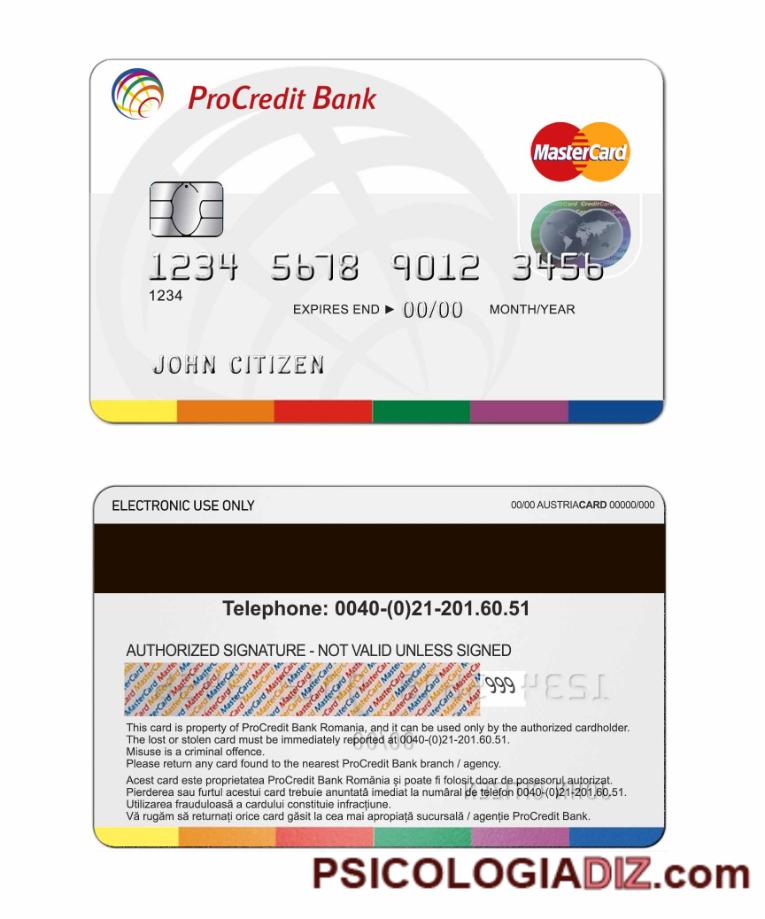 ProCredit Bank
MasterCard
1234 5678 9012 3456
1234
EXPIRES END ► 00/00 MONTH/YEAR
JOHN CITIZEN
ELECTRONIC USE ONLY
00/00 AUSTRIACARD 00000/000
Telephone: 0040-(0)21-201.60.51
AUTHORIZED SIGNATURE - NOT VALID UNLESS SIGNED
999
This card is property of ProCredit Bank Romania, and it can be used only by the authorized cardholder.
The lost or stolen card must be immediately reported at 0040-(0)21-201.60.51.
Misuse is a criminal offence.
Please return any card found to the nearest ProCredit Bank branch / agency.
Acest card este proprietatea ProCredit Bank România și poate fi folosit doar de posesorul autorizat.
Pierderea sau furtul acestui card trebuie anuntată imediat la numărul de telefon 0040-(0)21-201.60.51.
Utilizarea frauduloasă a cardului constituie infracțiune.
Vă rugăm să returnați orice card găsit la cea mai apropiată sucursală / agenție ProCredit Bank.
PSICOLOGIADIZ.com